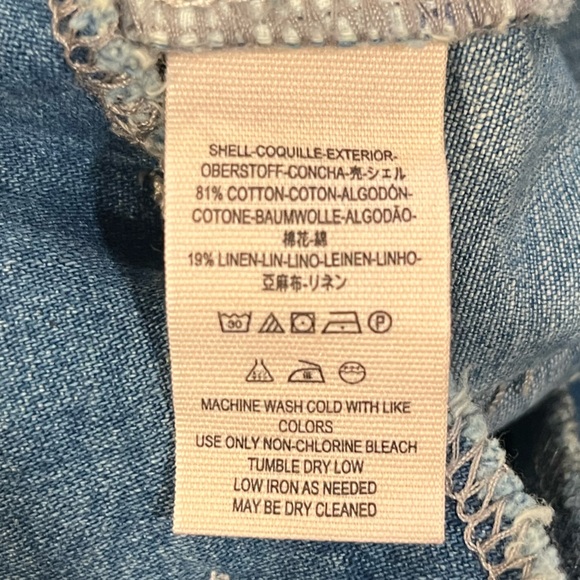 SHELL-COQUILLE-EXTERIOR-
OBERSTOFF-CONCHA-売-シェル
81% COTTON-COTON-ALGODÓN-
COTONE-BAUMWOLLE-ALGODÃO-
棉花-綿
19% LINEN-LIN-LINO-LEINEN-LINHO-
亞麻布-リネン
30 P
MACHINE WASH COLD WITH LIKE
COLORS
USE ONLY NON-CHLORINE BLEACH
TUMBLE DRY LOW
LOW IRON AS NEEDED
MAY BE DRY CLEANED